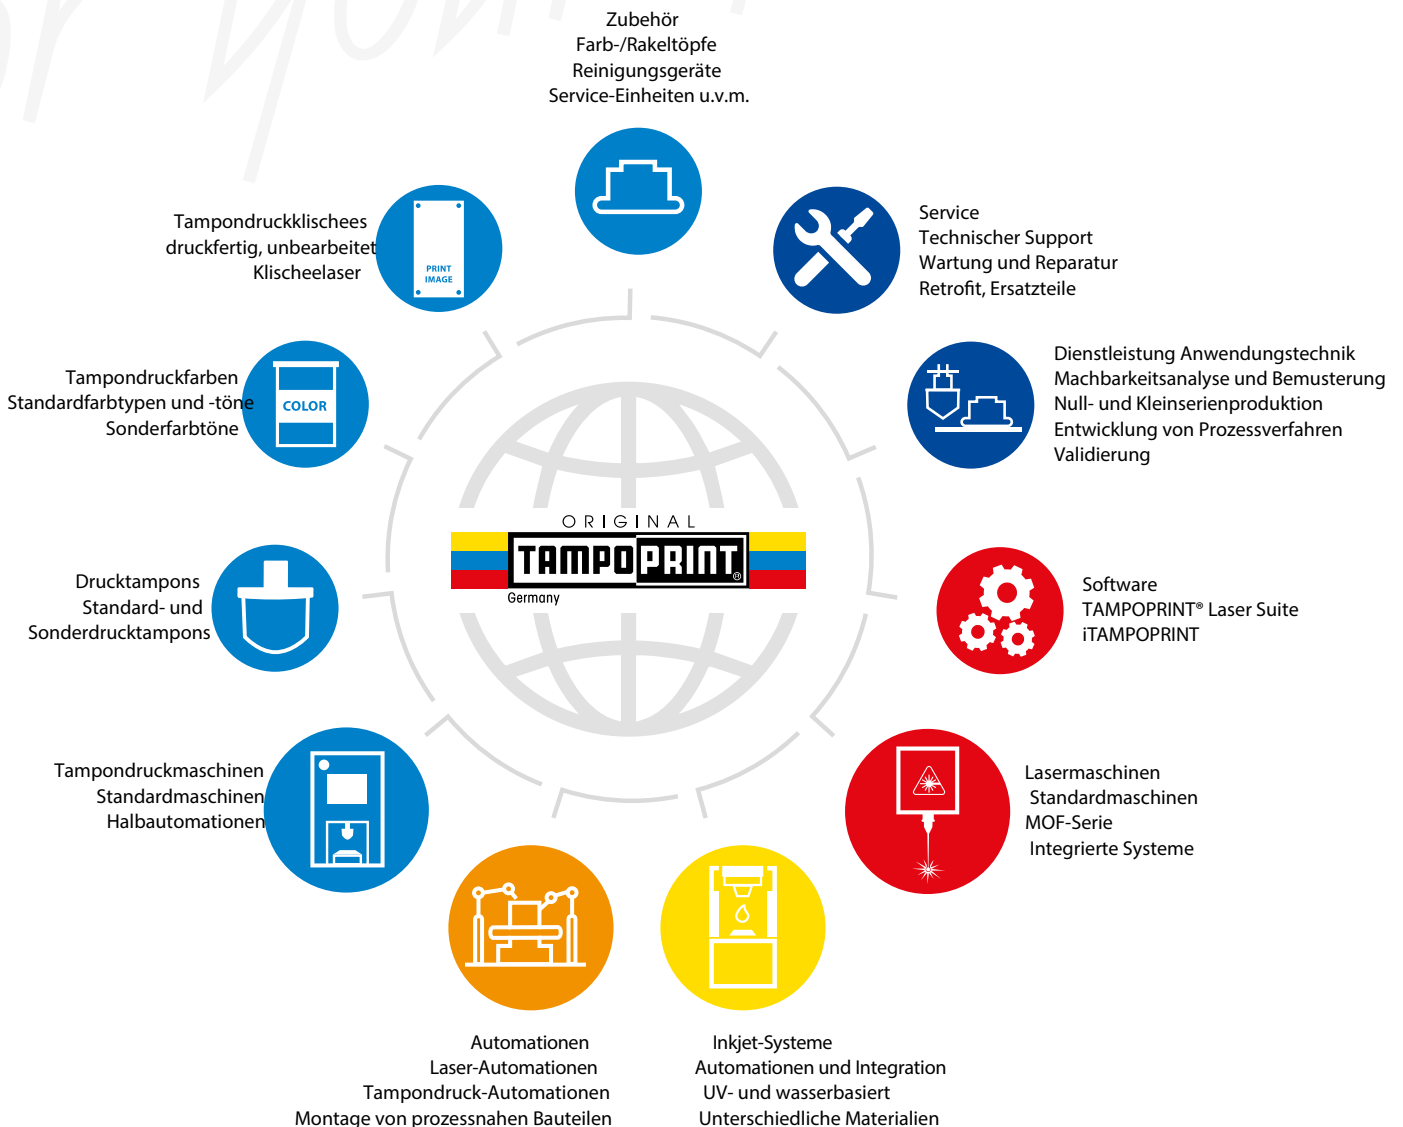 or your
Zubehör
Farb-/Rakeltöpfe
Reinigungsgeräte
Service-Einheiten u.v.m.
Service
Technischer Support
Wartung und Reparatur
Retrofit, Ersatzteile
Dienstleistung Anwendungstechnik
Machbarkeitsanalyse und Bemusterung
Null- und Kleinserienproduktion
Entwicklung von Prozessverfahren
Validierung
Software
TAMPOPRINT® Laser Suite
iTAMPOPRINT
Lasermaschinen
Standardmaschinen
MOF-Serie
Integrierte Systeme
Inkjet-Systeme
Automationen und Integration
UV- und wasserbasiert
Unterschiedliche Materialien
Automationen
Laser-Automationen
Tampondruck-Automationen
Montage von prozessnahen Bauteilen
Tampondruckmaschinen
Standardmaschinen
Halbautomationen
Drucktampons
Standard- und
Sonderdrucktampons
Tampondruckfarben
Standardfarbtypen und -töne
Sonderfarbtöne
COLOR
Tampondruckklischees
druckfertig, unbearbeitet
Klischeelaser
PRINT
IMAGE
ORIGINAL
TAMPOPRINT®
Germany